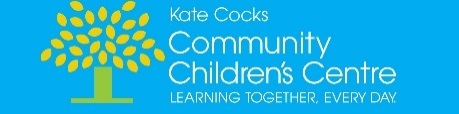 Kate Cocks
Community
Children's Centre
LEARNING TOGETHER, EVERY DAY.